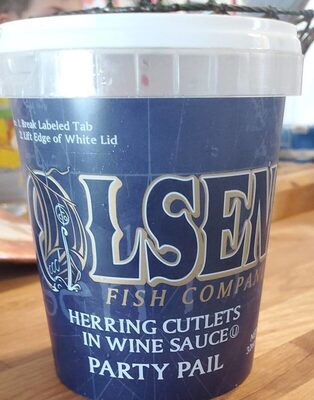 1. Break Labeled Tab
2. Lift Edge of White Lid
OLSEN
FISH COMPAN
HERRING CUTLETS
IN WINE SAUCE Ⓤ
PARTY PAIL